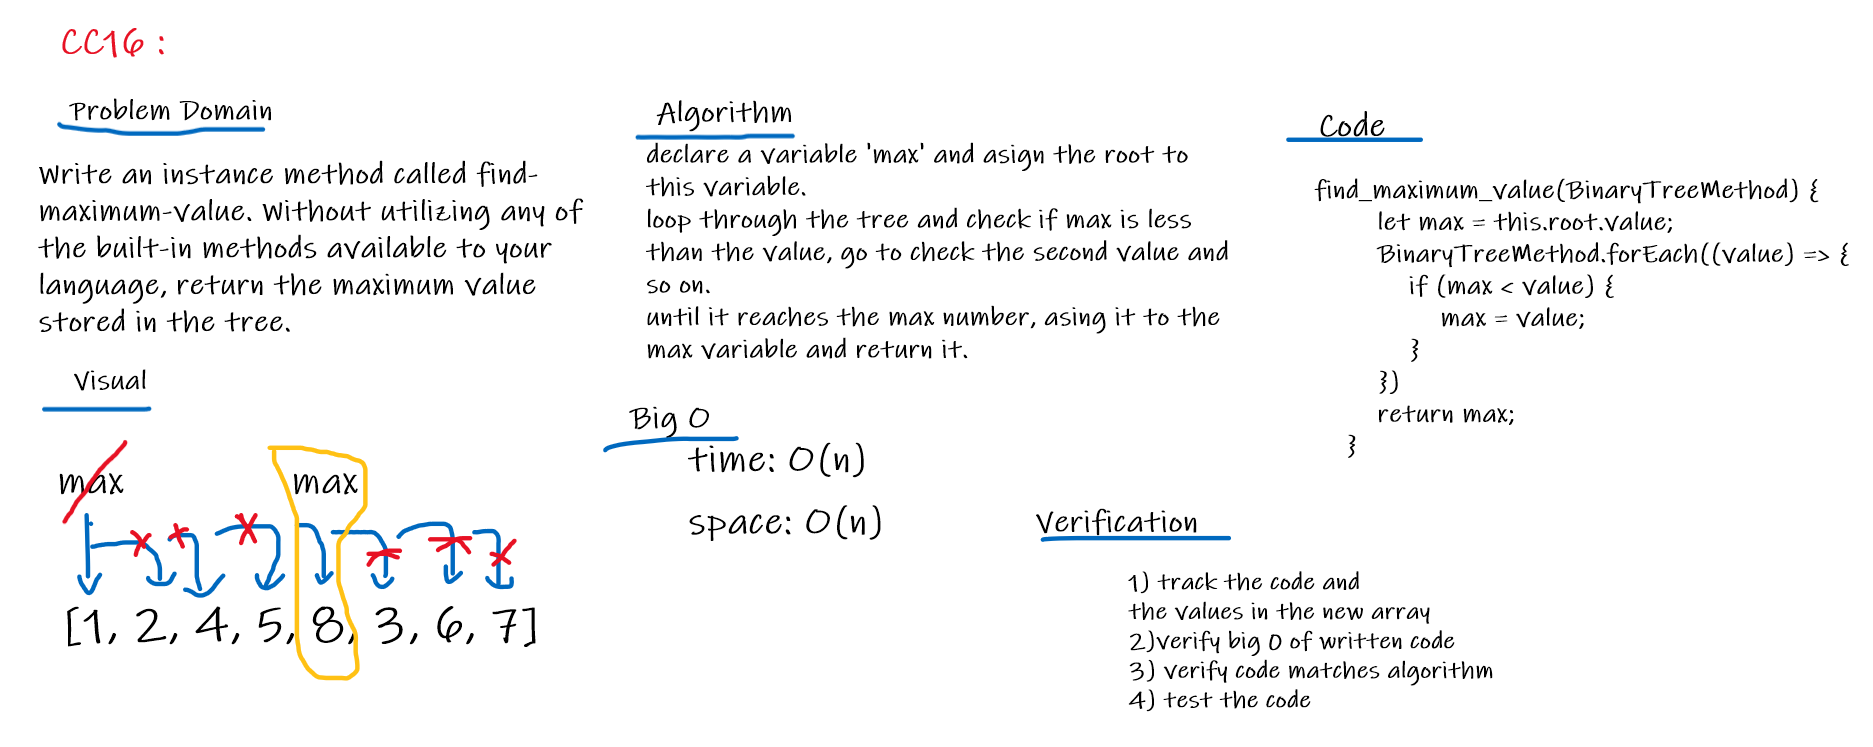 CC16 :
Problem Domain
Write an instance method called find-
maximum-value. Without utilizing any of
the built-in methods available to your
language, return the maximum value
stored in the tree.
Visual
max
max
[1, 2, 4, 5, 8, 3, 6, 7]
Algorithm
declare a variable 'max' and asign the root to
this variable.
loop through the tree and check if max is less
than the value, go to check the second value and
so on.
until it reaches the max number, asing it to the
max variable and return it.
Big O
time: O(n)
space: O(n)
Code
find_maximum_value(BinaryTreeMethod) {
let max = this.root.value;
BinaryTreeMethod.forEach((value) => {
if (max < value) {
max = value;
}
})
return max;
}
Verification
1) track the code and
the values in the new array
2)verify big O of written code
3) verify code matches algorithm
4) test the code